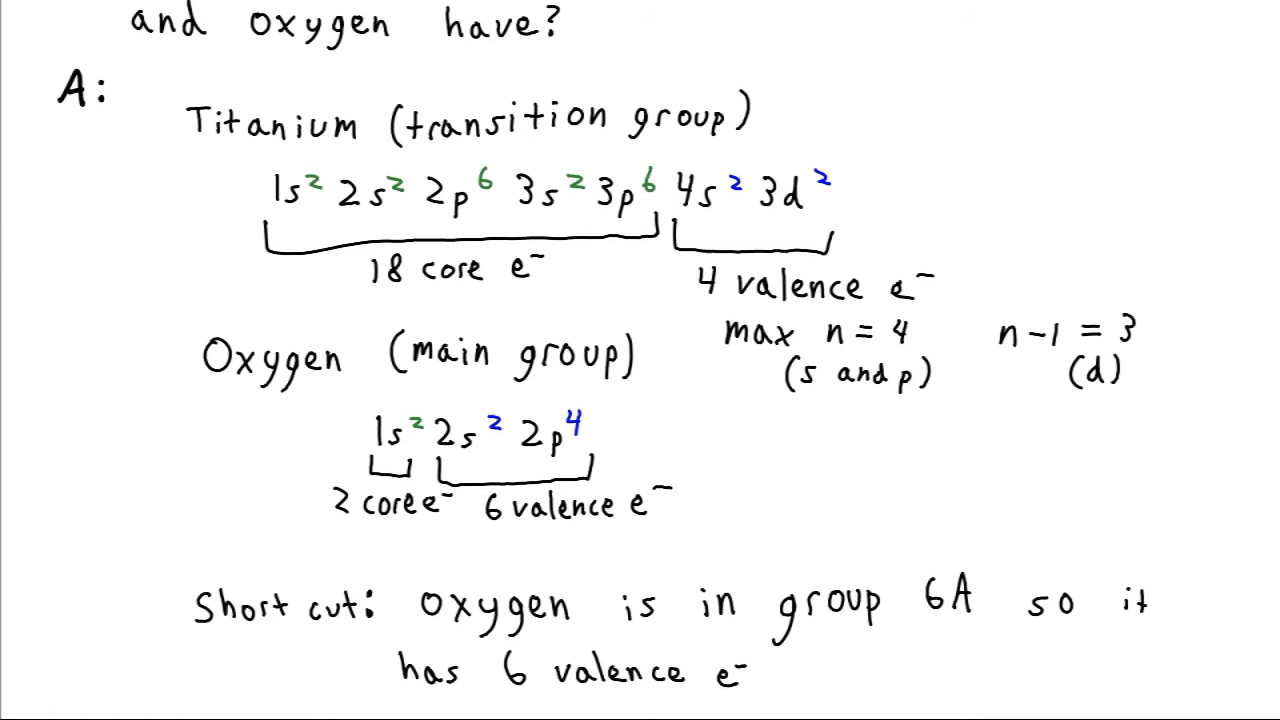 and oxygen have?
A:
Titanium (transition group)
1s² 2s² 2p⁶ 3s² 3p⁶ 4s² 3d²
18 core e⁻
4 valence e⁻
max n = 4 n-1 = 3
(s and p) (d)
Oxygen (main group)
1s² 2s² 2p⁴
2 core e⁻ 6 valence e⁻
Short cut: oxygen is in group 6A so it
has 6 valence e⁻